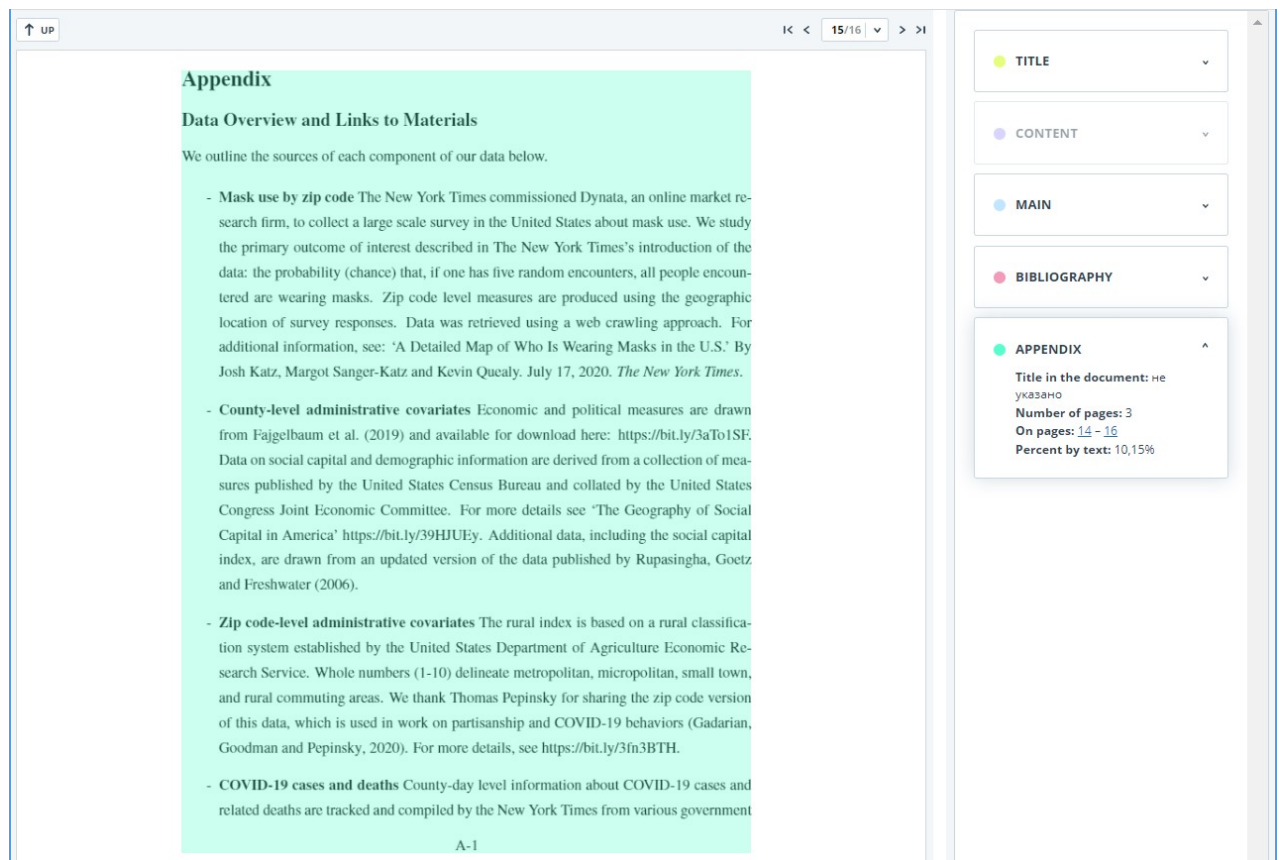 UP
15/16
Appendix
Data Overview and Links to Materials
We outline the sources of each component of our data below.
- Mask use by zip code The New York Times commissioned Dynata, an online market re-
search firm, to collect a large scale survey in the United States about mask use. We study
the primary outcome of interest described in The New York Times's introduction of the
data: the probability (chance) that, if one has five random encounters, all people encoun-
tered are wearing masks. Zip code level measures are produced using the geographic
location of survey responses. Data was retrieved using a web crawling approach. For
additional information, see: ‘A Detailed Map of Who Is Wearing Masks in the U.S.’ By
Josh Katz, Margot Sanger-Katz and Kevin Quealy. July 17, 2020. The New York Times.
- County-level administrative covariates Economic and political measures are drawn
from Fajgelbaum et al. (2019) and available for download here: https://bit.ly/3aTo1SF.
Data on social capital and demographic information are derived from a collection of mea-
sures published by the United States Census Bureau and collated by the United States
Congress Joint Economic Committee. For more details see ‘The Geography of Social
Capital in America’ https://bit.ly/39HJUEy. Additional data, including the social capital
index, are drawn from an updated version of the data published by Rupasingha, Goetz
and Freshwater (2006).
- Zip code-level administrative covariates The rural index is based on a rural classifica-
tion system established by the United States Department of Agriculture Economic Re-
search Service. Whole numbers (1-10) delineate metropolitan, micropolitan, small town,
and rural commuting areas. We thank Thomas Pepinsky for sharing the zip code version
of this data, which is used in work on partisanship and COVID-19 behaviors (Gadarian,
Goodman and Pepinsky, 2020). For more details, see https://bit.ly/3fn3BTH.
- COVID-19 cases and deaths County-day level information about COVID-19 cases and
related deaths are tracked and compiled by the New York Times from various government
A-1
TITLE
CONTENT
MAIN
BIBLIOGRAPHY
APPENDIX
Title in the document: не
указано
Number of pages: 3
On pages: 14 – 16
Percent by text: 10,15%